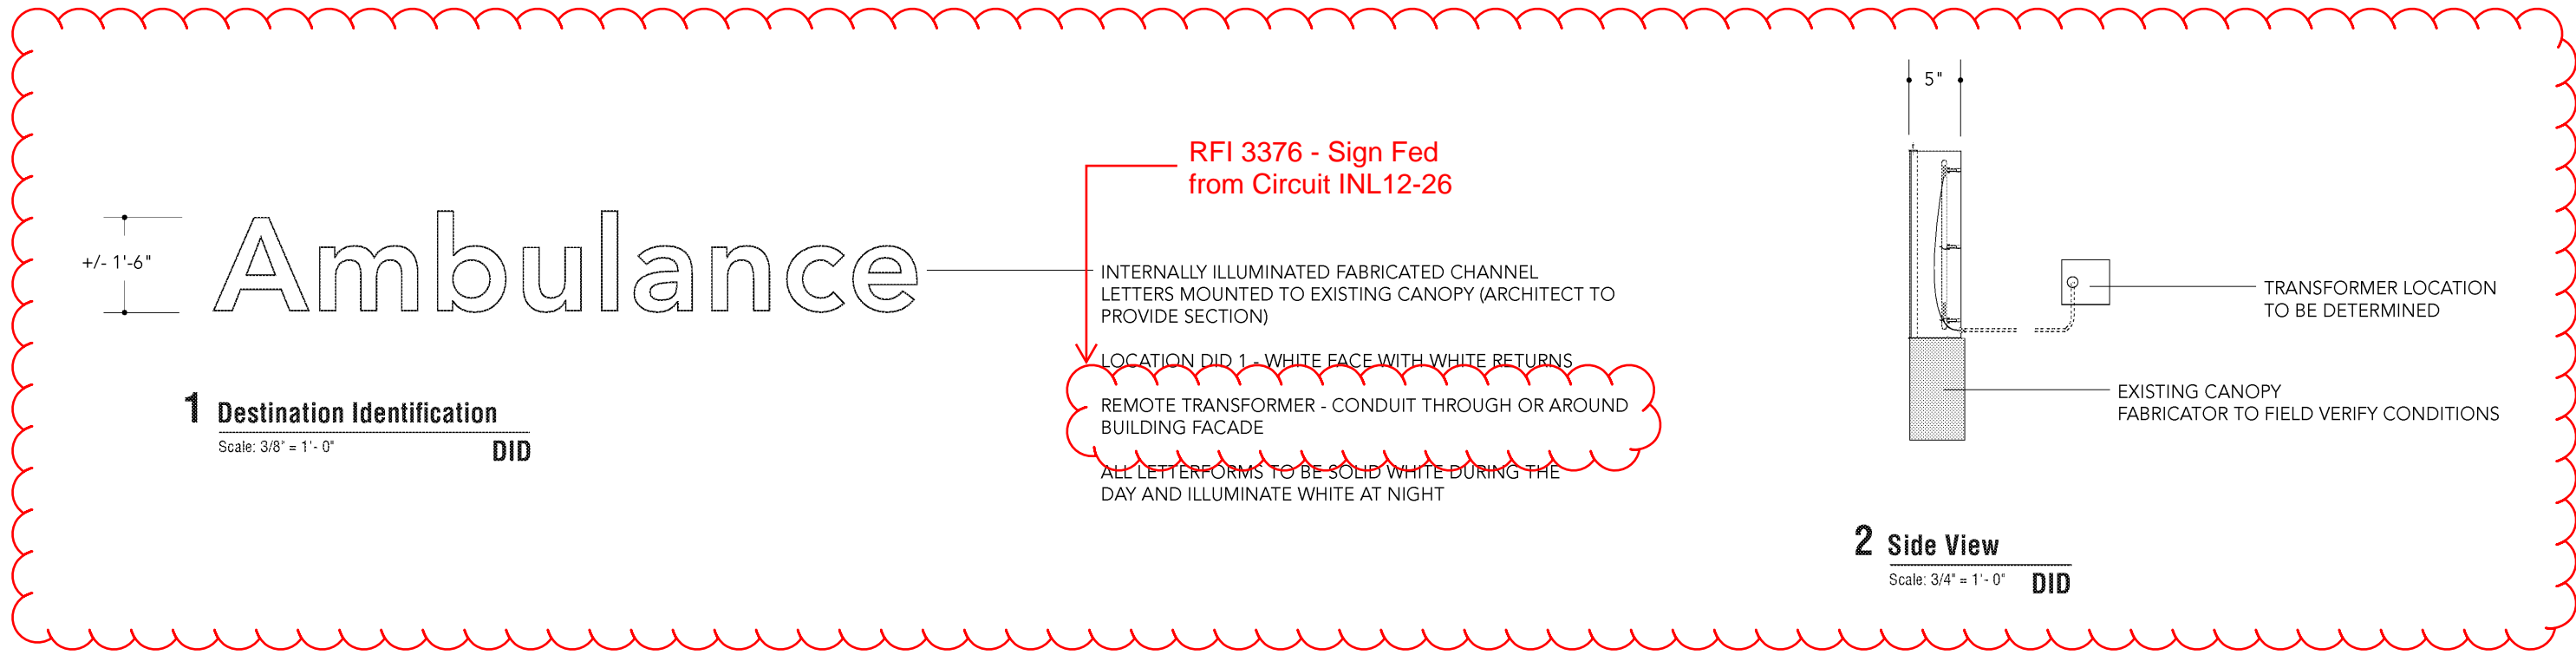 RFI 3376 - Sign Fed
from Circuit INL12-26
+/- 1'-6"
Ambulance
INTERNALLY ILLUMINATED FABRICATED CHANNEL
LETTERS MOUNTED TO EXISTING CANOPY (ARCHITECT TO
PROVIDE SECTION)
LOCATION DID 1 - WHITE FACE WITH WHITE RETURNS
REMOTE TRANSFORMER - CONDUIT THROUGH OR AROUND
BUILDING FACADE
ALL LETTERFORMS TO BE SOLID WHITE DURING THE
DAY AND ILLUMINATE WHITE AT NIGHT
1 Destination Identification
Scale: 3/8" = 1'- 0" DID
5"
TRANSFORMER LOCATION
TO BE DETERMINED
EXISTING CANOPY
FABRICATOR TO FIELD VERIFY CONDITIONS
2 Side View
Scale: 3/4" = 1'- 0" DID